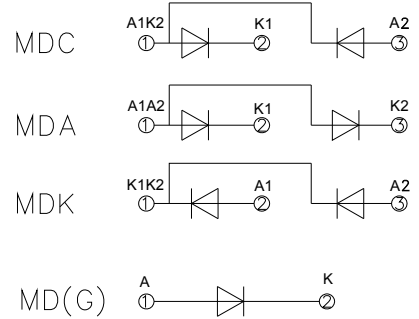 A1K2 K1 A2
MDC ① ② ③
A1A2 K1 K2
MDA ① ② ③
K1K2 A1 A2
MDK ① ② ③
A K
MD(G) ① ②